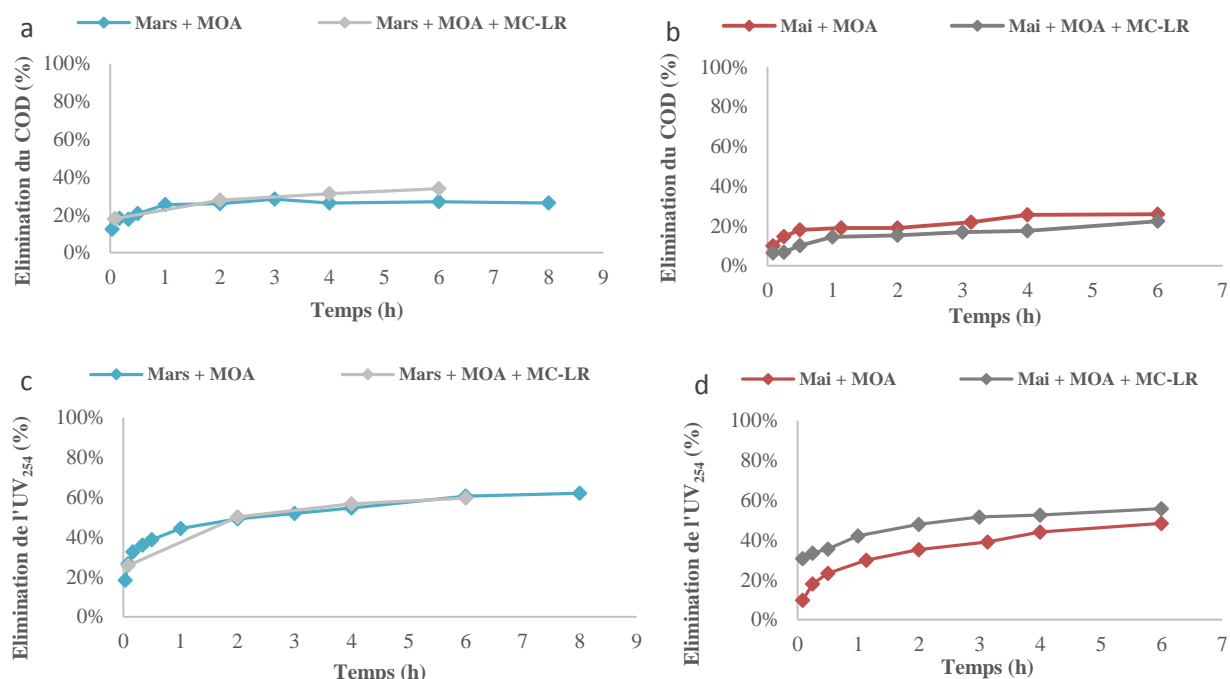 a
Mars + MOA
Mars + MOA + MC-LR
Elimination du COD (%)
100%
80%
60%
40%
20%
0%
0 1 2 3 4 5 6 7 8 9
Temps (h)
b
Mai + MOA
Mai + MOA + MC-LR
Elimination du COD (%)
100%
80%
60%
40%
20%
0%
0 1 2 3 4 5 6 7
Temps (h)
c
Mars + MOA
Mars + MOA + MC-LR
Elimination de l'UV₂₅₄ (%)
100%
80%
60%
40%
20%
0%
0 1 2 3 4 5 6 7 8 9
Temps (h)
d
Mai + MOA
Mai + MOA + MC-LR
Elimination de l'UV₂₅₄ (%)
100%
80%
60%
40%
20%
0%
0 1 2 3 4 5 6 7
Temps (h)